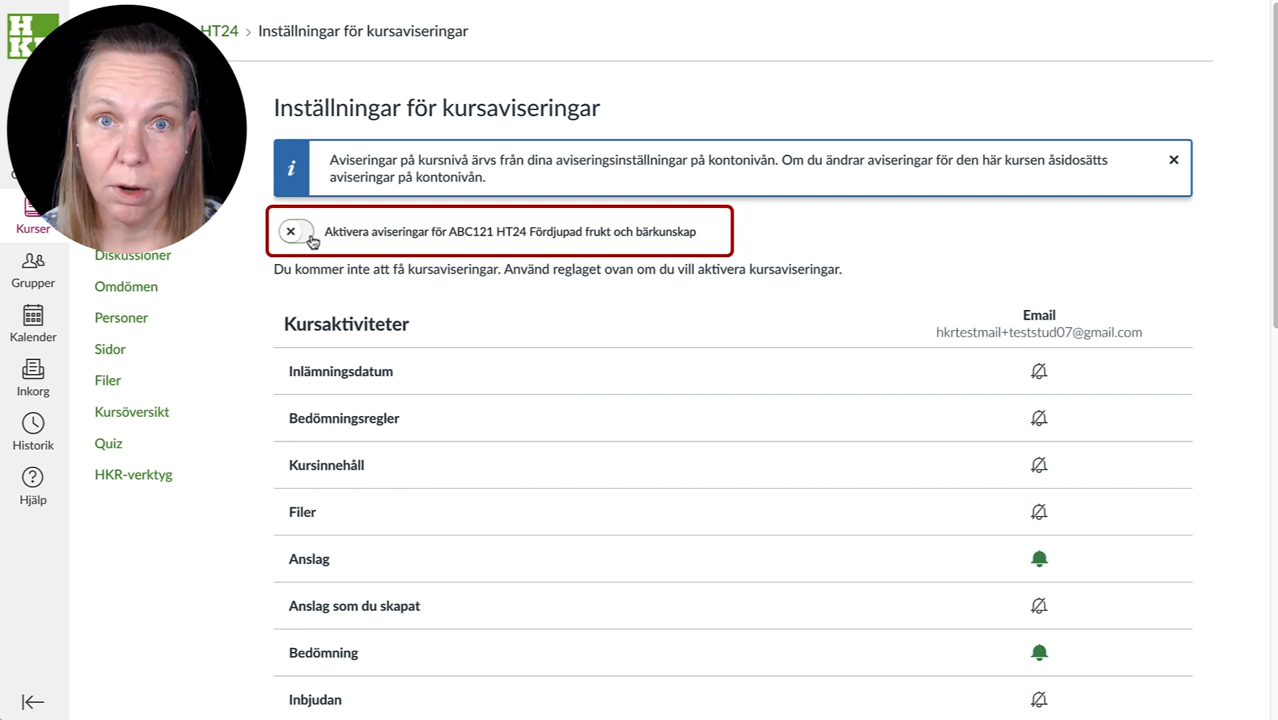 HT24 › Inställningar för kursaviseringar
Inställningar för kursaviseringar
Aviseringar på kursnivå ärvs från dina aviseringsinställningar på kontonivån. Om du ändrar aviseringar för den här kursen åsidosätts
aviseringar på kontonivån.
Aktivera aviseringar för ABC121 HT24 Fördjupad frukt och bärkunskap
Du kommer inte att få kursaviseringar. Använd reglaget ovan om du vill aktivera kursaviseringar.
Kurser
Grupper
Kalender
Inkorg
Historik
Hjälp
Diskussioner
Omdömen
Personer
Sidor
Filer
Kursöversikt
Quiz
HKR-verktyg
Kursaktiviteter
Email
hkrtestmail+teststud07@gmail.com
Inlämningsdatum
Bedömningsregler
Kursinnehåll
Filer
Anslag
Anslag som du skapat
Bedömning
Inbjudan